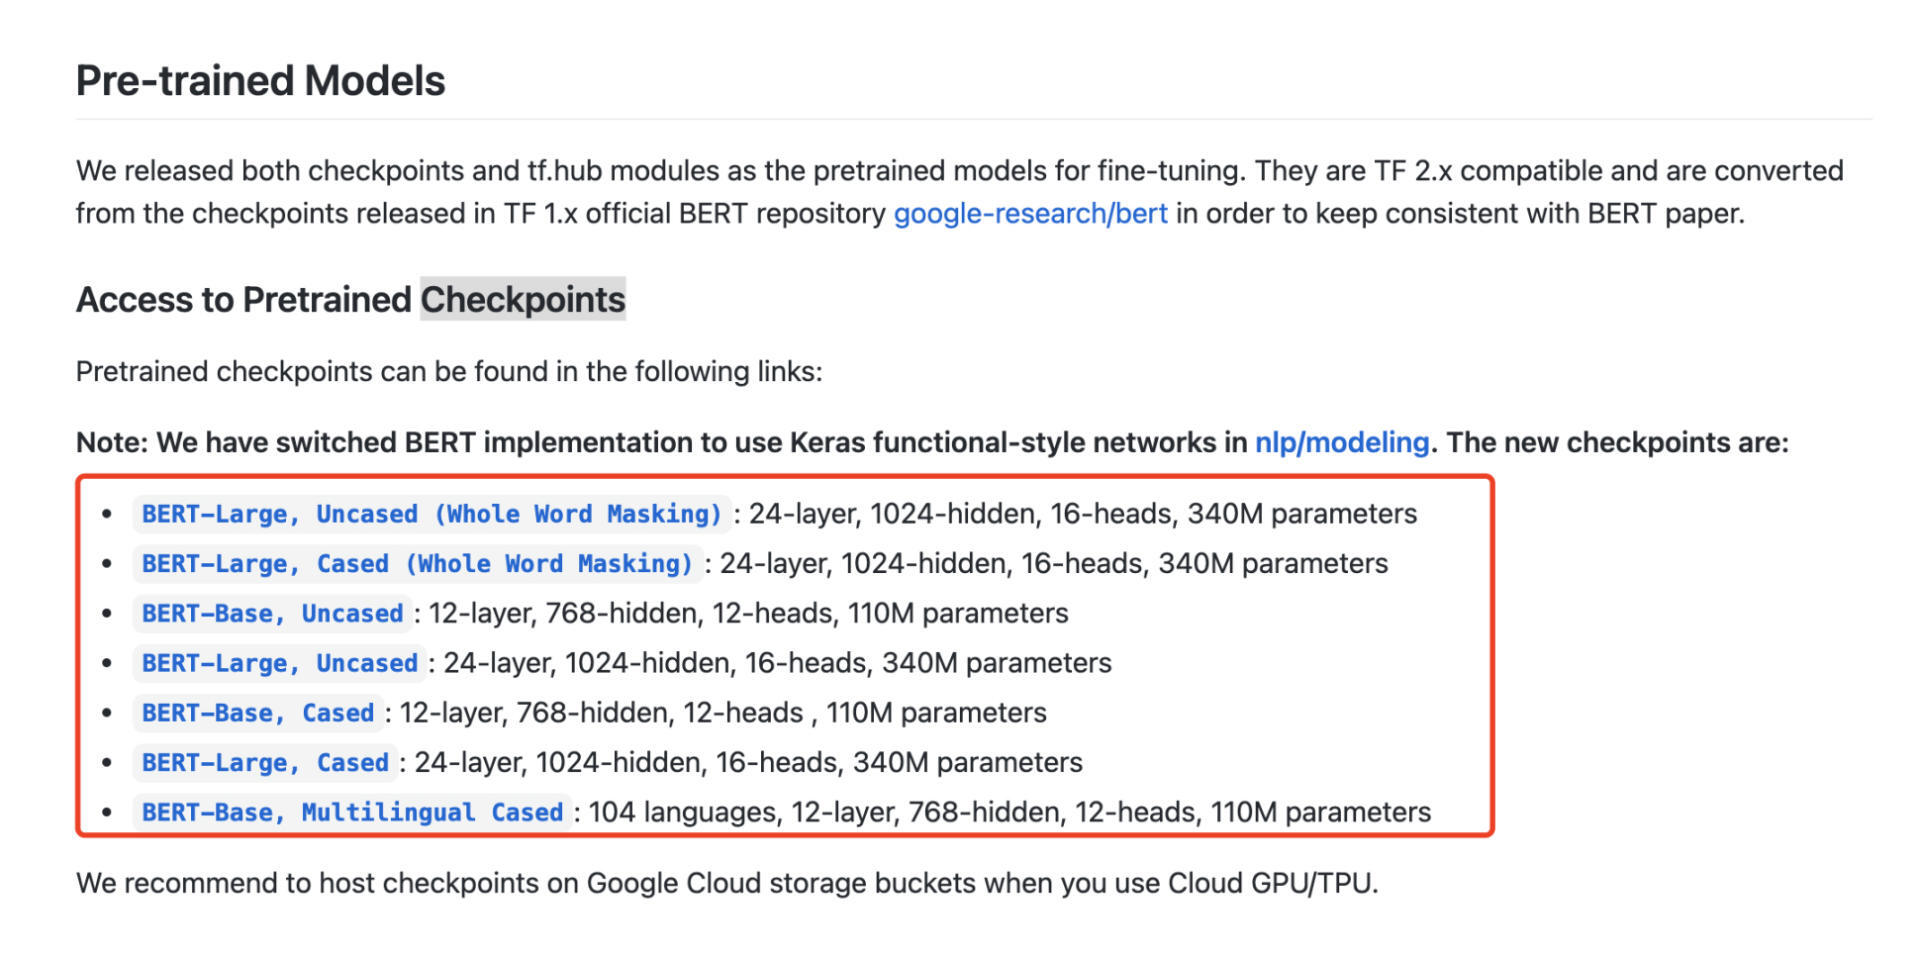 Pre-trained Models
We released both checkpoints and tf.hub modules as the pretrained models for fine-tuning. They are TF 2.x compatible and are converted
from the checkpoints released in TF 1.x official BERT repository google-research/bert in order to keep consistent with BERT paper.
Access to Pretrained Checkpoints
Pretrained checkpoints can be found in the following links:
Note: We have switched BERT implementation to use Keras functional-style networks in nlp/modeling. The new checkpoints are:
• BERT-Large, Uncased (Whole Word Masking) : 24-layer, 1024-hidden, 16-heads, 340M parameters
• BERT-Large, Cased (Whole Word Masking) : 24-layer, 1024-hidden, 16-heads, 340M parameters
• BERT-Base, Uncased : 12-layer, 768-hidden, 12-heads, 110M parameters
• BERT-Large, Uncased : 24-layer, 1024-hidden, 16-heads, 340M parameters
• BERT-Base, Cased : 12-layer, 768-hidden, 12-heads , 110M parameters
• BERT-Large, Cased : 24-layer, 1024-hidden, 16-heads, 340M parameters
• BERT-Base, Multilingual Cased : 104 languages, 12-layer, 768-hidden, 12-heads, 110M parameters
We recommend to host checkpoints on Google Cloud storage buckets when you use Cloud GPU/TPU.